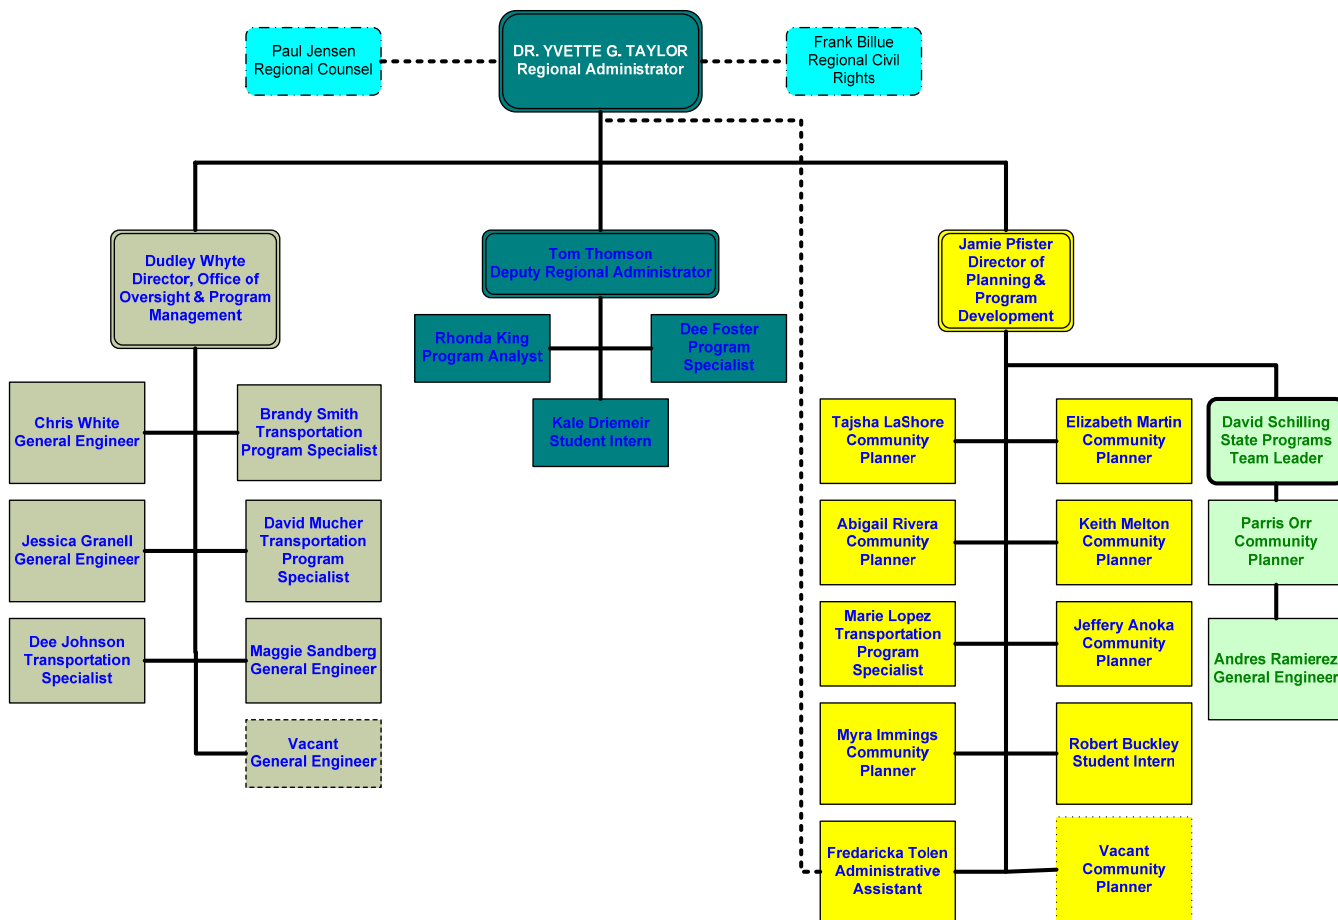 Paul Jensen
Regional Counsel
DR. YVETTE G. TAYLOR
Regional Administrator
Frank Billue
Regional Civil
Rights
Dudley Whyte
Director, Office of
Oversight & Program
Management
Tom Thomson
Deputy Regional Administrator
Jamie Pfister
Director of
Planning &
Program
Development
Rhonda King
Program Analyst
Dee Foster
Program
Specialist
Kale Driemeir
Student Intern
Chris White
General Engineer
Brandy Smith
Transportation
Program Specialist
Jessica Granell
General Engineer
David Mucher
Transportation
Program
Specialist
Dee Johnson
Transportation
Specialist
Maggie Sandberg
General Engineer
Vacant
General Engineer
Tajsha LaShore
Community
Planner
Elizabeth Martin
Community
Planner
David Schilling
State Programs
Team Leader
Abigail Rivera
Community
Planner
Keith Melton
Community
Planner
Parris Orr
Community
Planner
Marie Lopez
Transportation
Program
Specialist
Jeffery Anoka
Community
Planner
Andres Ramierez
General Engineer
Myra Immings
Community
Planner
Robert Buckley
Student Intern
Fredaricka Tolen
Administrative
Assistant
Vacant
Community
Planner